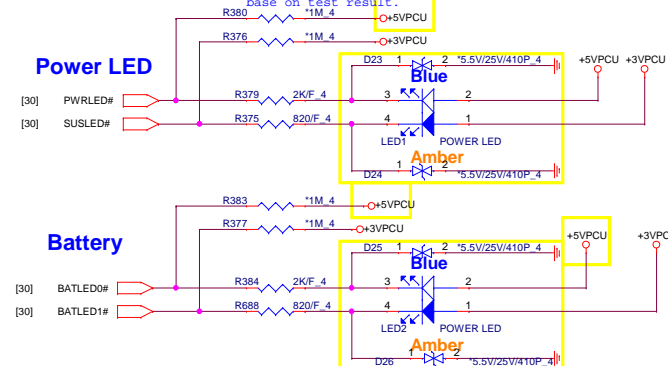 base on test result.
R380 *1M_4 +5VPCU
R376 *1M_4 +3VPCU
Power LED
D23 1 2 *5.5V/25V/410P_4 +5VPCU +3VPCU
Blue
[30] PWRLED# R379 2K/F_4 3 2
[30] SUSLED# R375 820/F_4 4 1
LED1 POWER LED
Amber
D24 1 2 *5.5V/25V/410P_4
R383 *1M_4 +5VPCU
R377 *1M_4 +3VPCU
Battery
D25 1 2 *5.5V/25V/410P_4 +5VPCU +3VPC
Blue
[30] BATLED0# R384 2K/F_4 3 2
[30] BATLED1# R688 820/F_4 4 1
LED2 POWER LED
Amber
D26 1 2 *5.5V/25V/410P_4